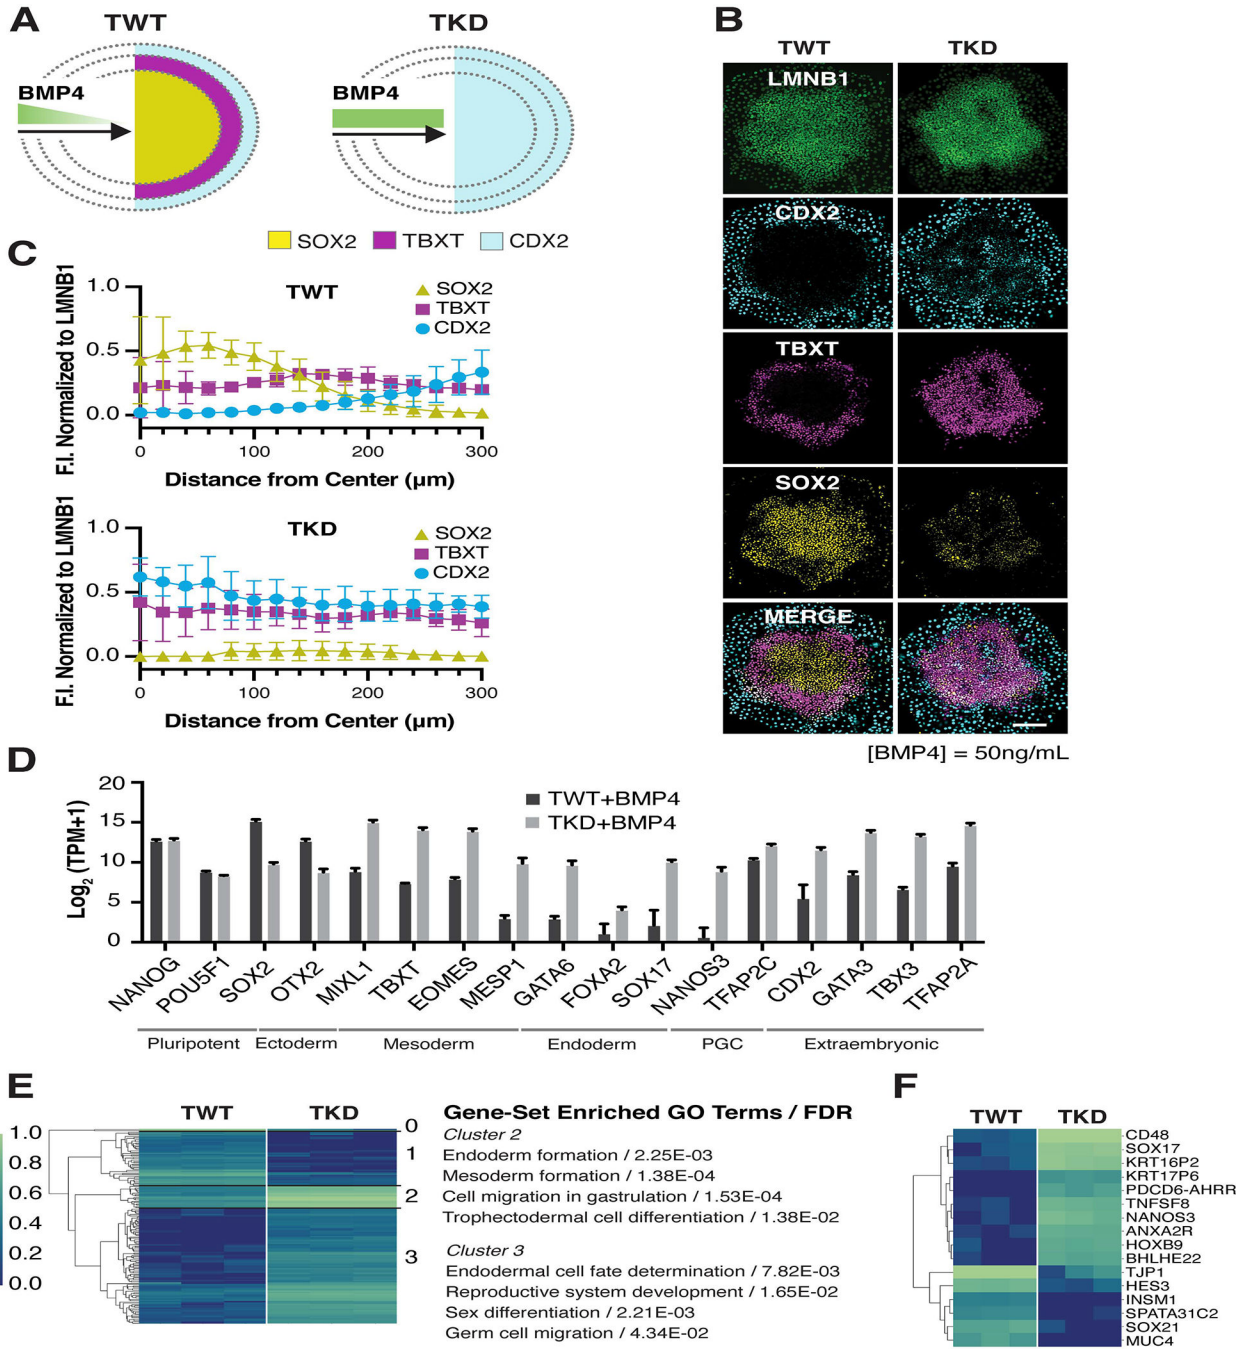 A
TWT
TKD
BMP4
BMP4
SOX2
TBXT
CDX2
B
TWT
TKD
LMNB1
CDX2
TBXT
SOX2
MERGE
[BMP4] = 50ng/mL
C
F.I. Normalized to LMNB1
1.0
0.5
0.0
TWT
SOX2
TBXT
CDX2
0
100
200
300
Distance from Center (µm)
F.I. Normalized to LMNB1
1.0
0.5
0.0
TKD
SOX2
TBXT
CDX2
0
100
200
300
Distance from Center (µm)
D
Log2 (TPM+1)
20
15
10
5
0
TWT+BMP4
TKD+BMP4
NANOG
POU5F1
SOX2
OTX2
MIXL1
TBXT
EOMES
MESP1
GATA6
FOXA2
SOX17
NANOS3
TFAP2C
CDX2
GATA3
TBX3
TFAP2A
Pluripotent
Ectoderm
Mesoderm
Endoderm
PGC
Extraembryonic
E
TWT
TKD
1.0
0.8
0.6
0.4
0.2
0.0
0
1
2
3
Gene-Set Enriched GO Terms / FDR
Cluster 2
Endoderm formation / 2.25E-03
Mesoderm formation / 1.38E-04
Cell migration in gastrulation / 1.53E-04
Trophectodermal cell differentiation / 1.38E-02
Cluster 3
Endodermal cell fate determination / 7.82E-03
Reproductive system development / 1.65E-02
Sex differentiation / 2.21E-03
Germ cell migration / 4.34E-02
F
TWT
TKD
CD48
SOX17
KRT16P2
KRT17P6
PDCD6-AHRR
TNFSF8
NANOS3
ANXA2R
HOXB9
BHLHE22
TJP1
HES3
INSM1
SPATA31C2
SOX21
MUC4